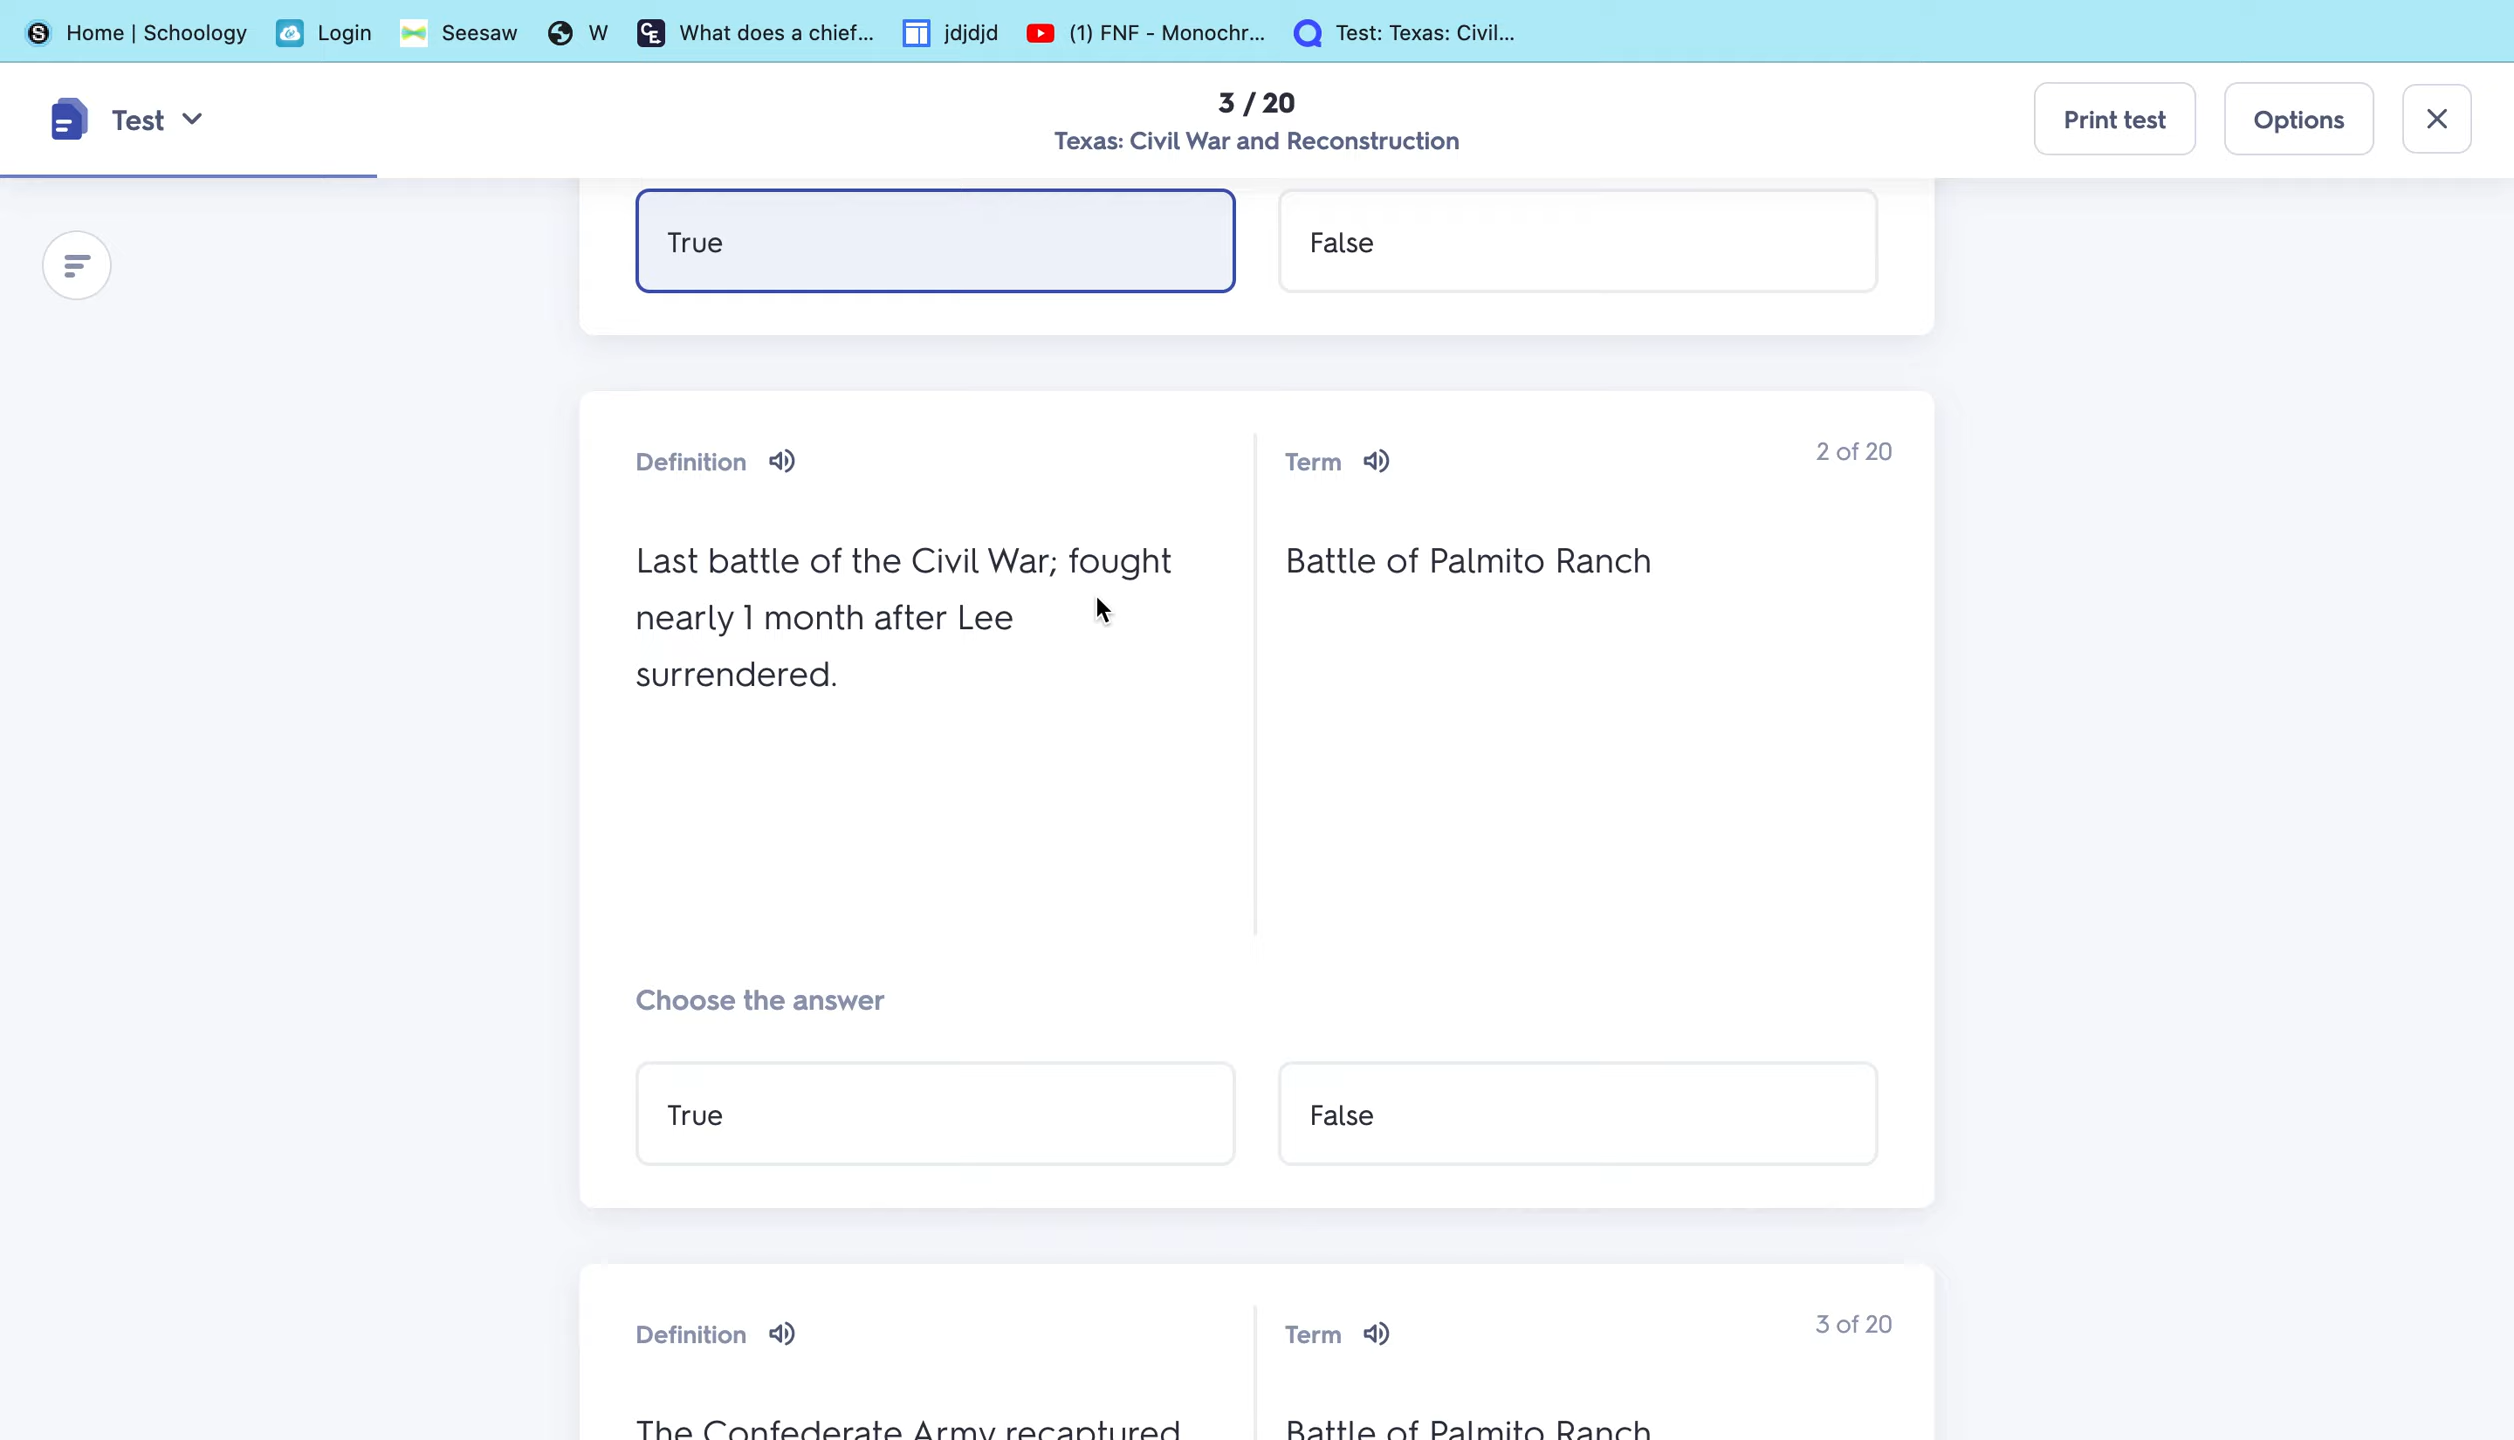 Home | Schoology
Login
Seesaw
W
What does a chief...
jdjdjd
(1) FNF - Monochr...
Test: Texas: Civil...
Test
3 / 20
Texas: Civil War and Reconstruction
Print test
Options
True
False
Definition
Term
2 of 20
Last battle of the Civil War; fought
nearly 1 month after Lee
surrendered.
Battle of Palmito Ranch
Choose the answer
True
False
Definition
Term
3 of 20
The Confederate Army recaptured
Battle of Palmito Ranch